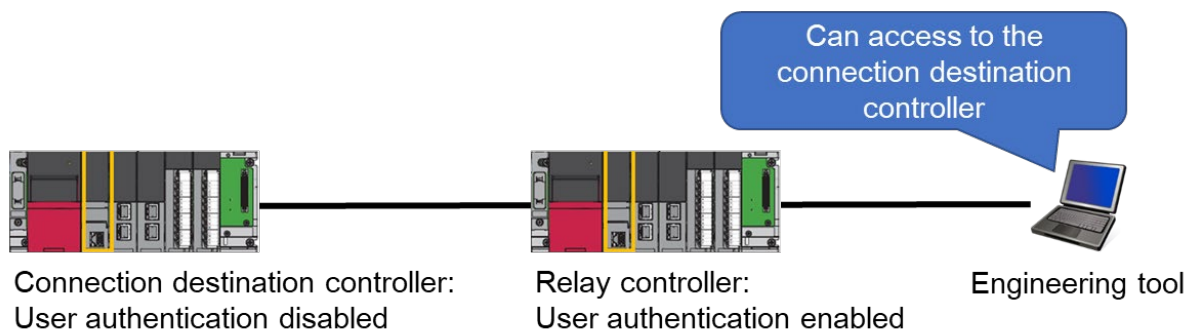 Can access to the
connection destination
controller
Connection destination controller:
User authentication disabled
Relay controller:
User authentication enabled
Engineering tool